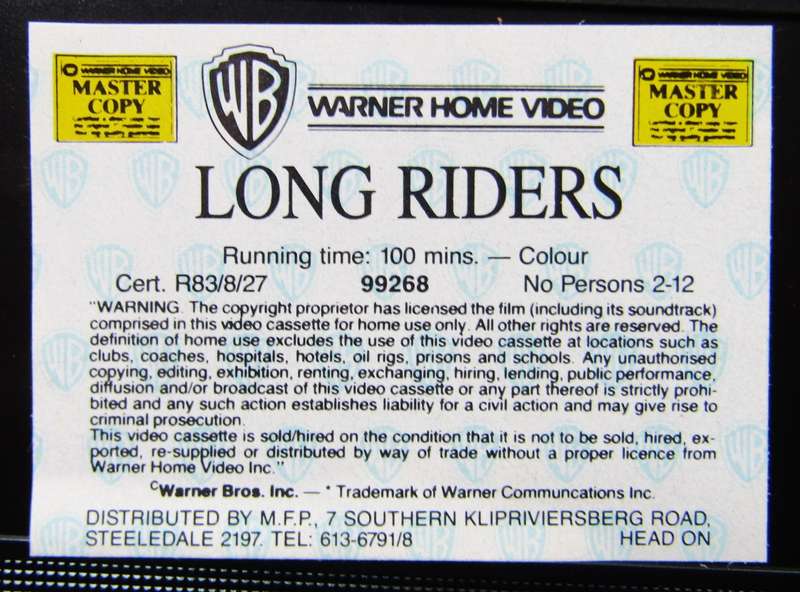 WARNER HOME VIDEO
MASTER
COPY
WB
WARNER HOME VIDEO
WARNER HOME VIDEO
MASTER
COPY
LONG RIDERS
Running time: 100 mins. — Colour
Cert. R83/8/27 99268 No Persons 2-12
"WARNING. The copyright proprietor has licensed the film (including its soundtrack)
comprised in this video cassette for home use only. All other rights are reserved. The
definition of home use excludes the use of this video cassette at locations such as
clubs, coaches, hospitals, hotels, oil rigs, prisons and schools. Any unauthorised
copying, editing, exhibition, renting, exchanging, hiring, lending, public performance,
diffusion and/or broadcast of this video cassette or any part thereof is strictly prohi-
bited and any such action establishes liability for a civil action and may give rise to
criminal prosecution.
This video cassette is sold/hired on the condition that it is not to be sold, hired, ex-
ported, re-supplied or distributed by way of trade without a proper licence from
Warner Home Video Inc."
©Warner Bros. Inc. — * Trademark of Warner Communcations Inc.
DISTRIBUTED BY M.F.P., 7 SOUTHERN KLIPRIVIERSBERG ROAD,
STEELEDALE 2197. TEL: 613-6791/8 HEAD ON